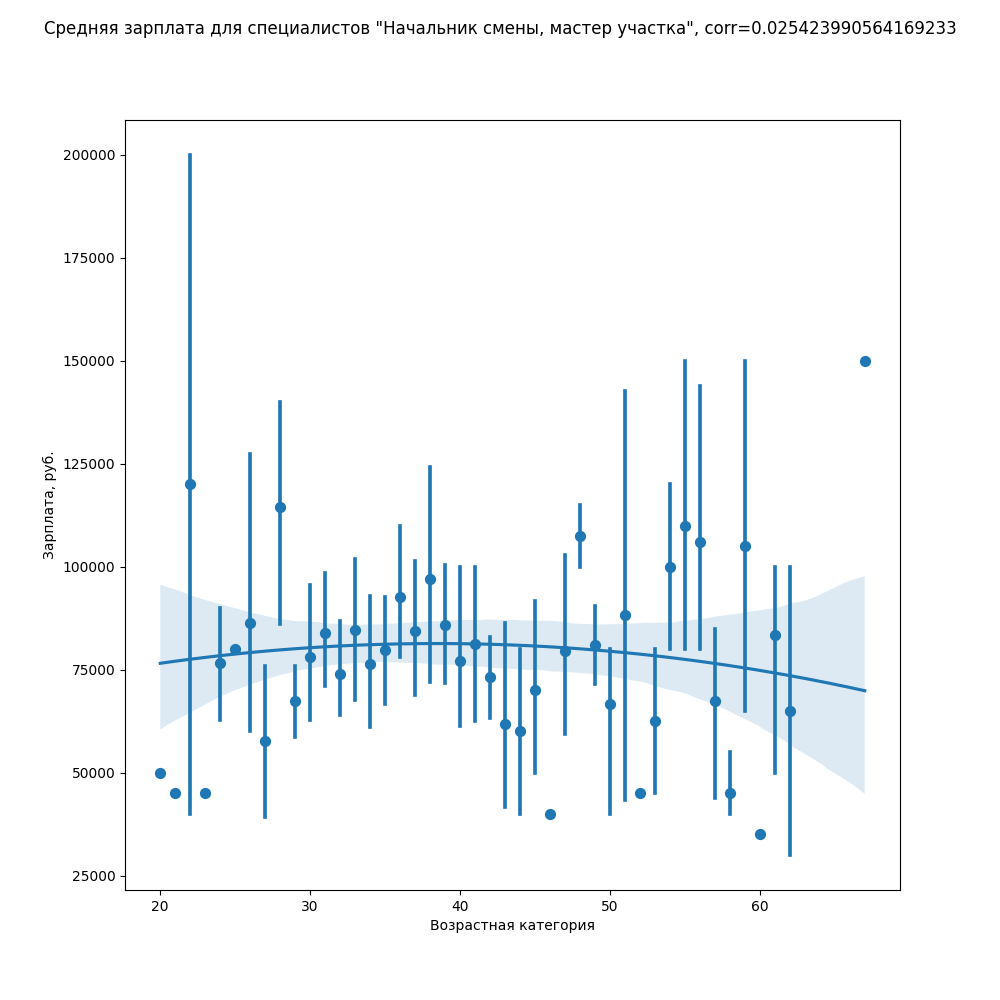 Средняя зарплата для специалистов "Начальник смены, мастер участка", corr=0.025423990564169233
200000
175000
150000
125000
100000
75000
50000
25000
Зарплата, руб.
20 30 40 50 60
Возрастная категория